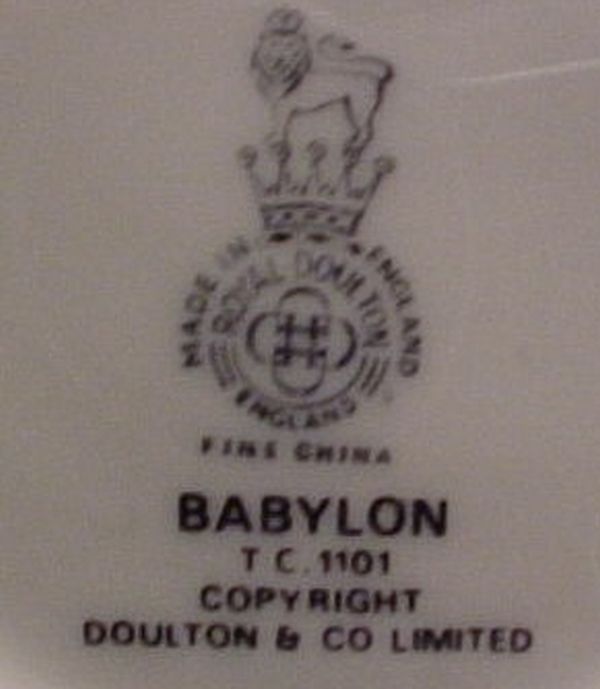 MADE IN ENGLAND
ROYAL DOULTON
ENGLAND
FINE CHINA
BABYLON
T C. 1101
COPYRIGHT
DOULTON & CO LIMITED